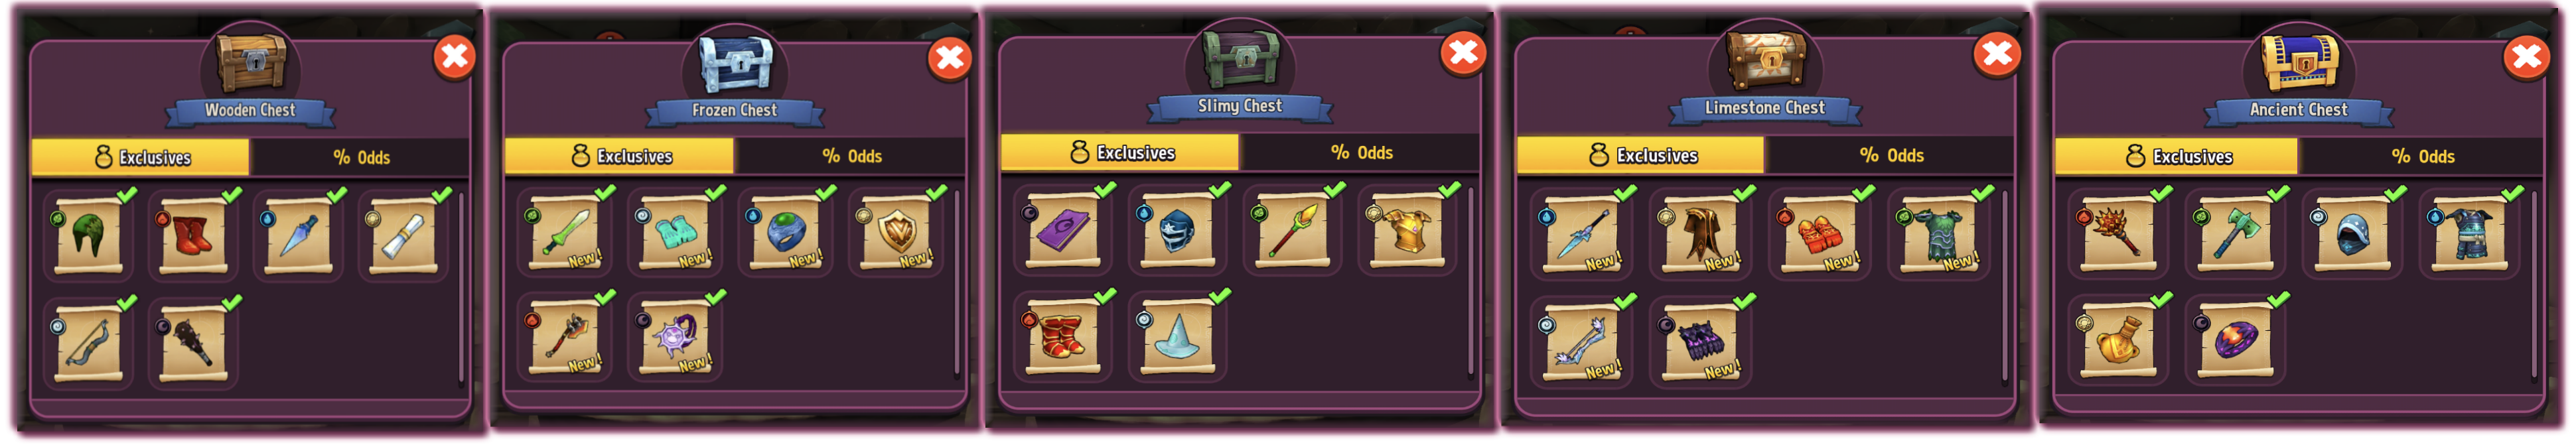 Wooden Chest
Exclusives
% Odds
Frozen Chest
Exclusives
% Odds
New!
New!
New!
New!
New!
New!
Slimy Chest
Exclusives
% Odds
Limestone Chest
Exclusives
% Odds
New!
New!
New!
New!
New!
New!
Ancient Chest
Exclusives
% Odds